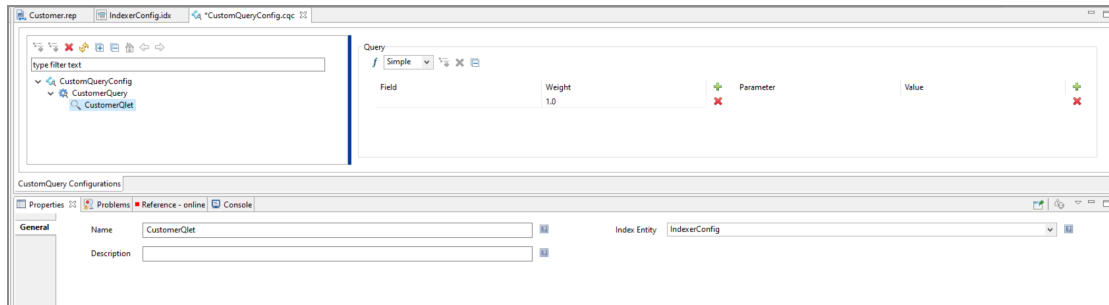 Customer.rep IndexerConfig.idx *CustomQueryConfig.cqc
type filter text
CustomQueryConfig
CustomerQuery
CustomerQlet
Query
f Simple
Field Weight Parameter Value
1.0
CustomQuery Configurations
Properties Problems Reference - online Console
General
Name CustomerQlet Index Entity IndexerConfig
Description